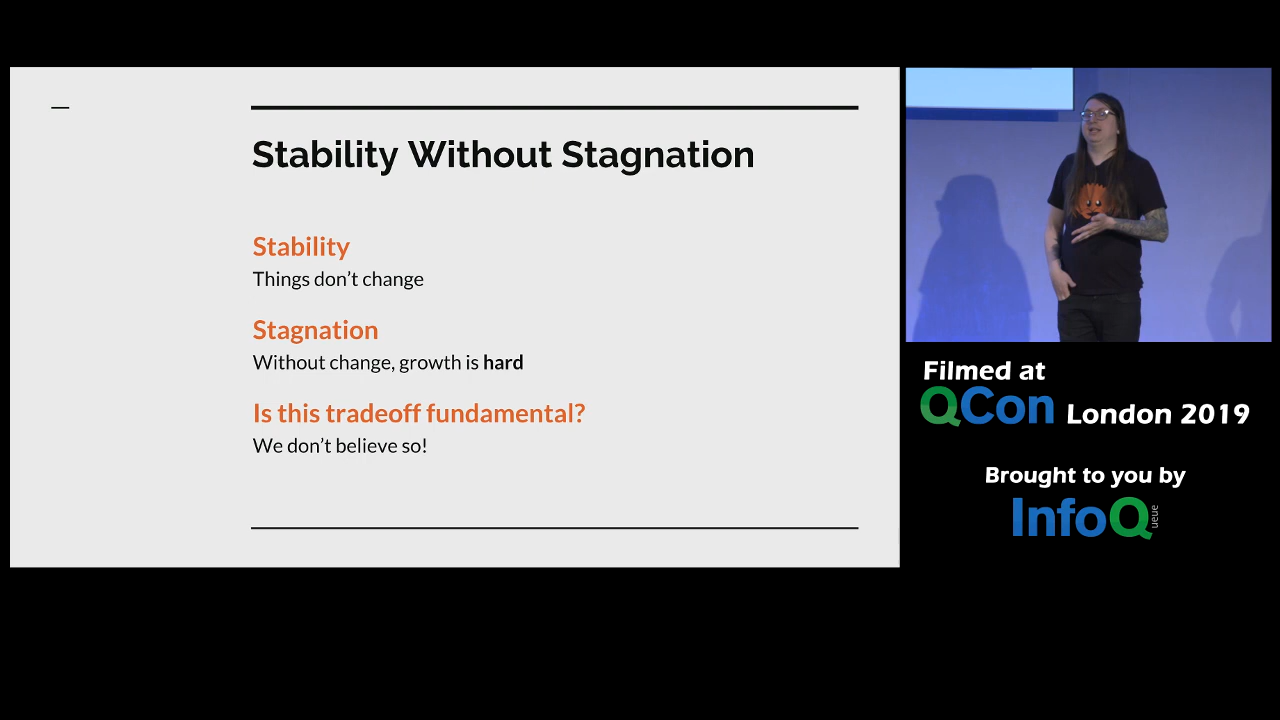 Stability Without Stagnation
Stability
Things don’t change
Stagnation
Without change, growth is hard
Is this tradeoff fundamental?
We don’t believe so!
Filmed at
QCon London 2019
Brought to you by
InfoQ
ueue